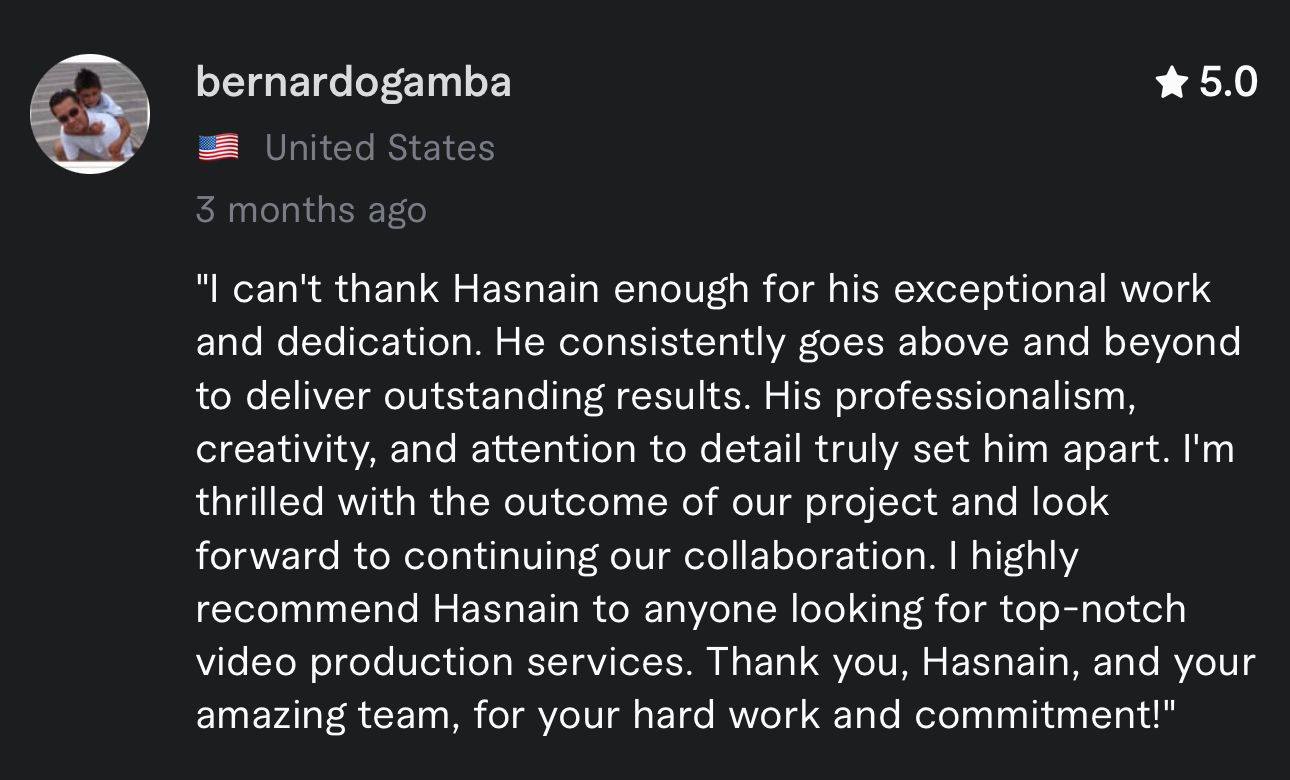 bernardogamba
5.0
United States
3 months ago
"I can't thank Hasnain enough for his exceptional work
and dedication. He consistently goes above and beyond
to deliver outstanding results. His professionalism,
creativity, and attention to detail truly set him apart. I'm
thrilled with the outcome of our project and look
forward to continuing our collaboration. I highly
recommend Hasnain to anyone looking for top-notch
video production services. Thank you, Hasnain, and your
amazing team, for your hard work and commitment!"